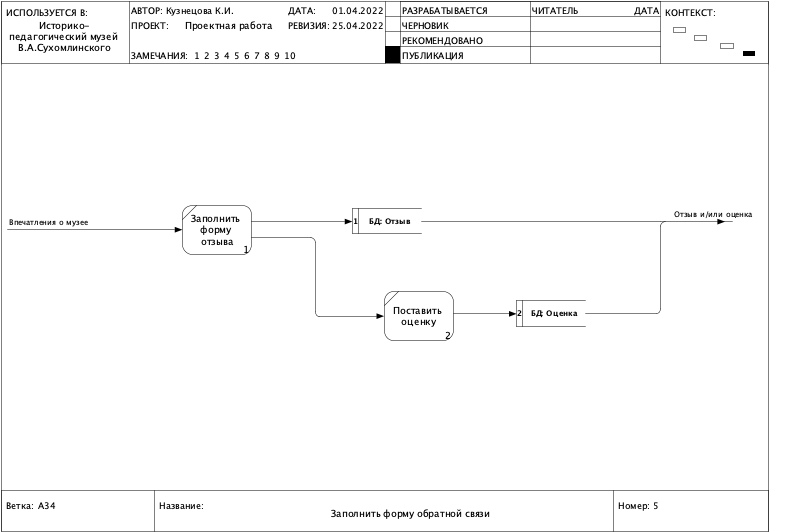 ИСПОЛЬЗУЕТСЯ В:
Историко-
педагогический музей
В.А.Сухомлинского
АВТОР: Кузнецова К.И.
ДАТА: 01.04.2022
ПРОЕКТ: Проектная работа
РЕВИЗИЯ: 25.04.2022
ЗАМЕЧАНИЯ: 1 2 3 4 5 6 7 8 9 10
РАЗРАБАТЫВАЕТСЯ
ЧЕРНОВИК
РЕКОМЕНДОВАНО
ПУБЛИКАЦИЯ
ЧИТАТЕЛЬ ДАТА
КОНТЕКСТ:
Впечатления о музее
Заполнить
форму
отзыва
1
1 БД: Отзыв
Отзыв и/или оценка
Поставить
оценку
2
2 БД: Оценка
Ветка: A34
Название:
Заполнить форму обратной связи
Номер: 5